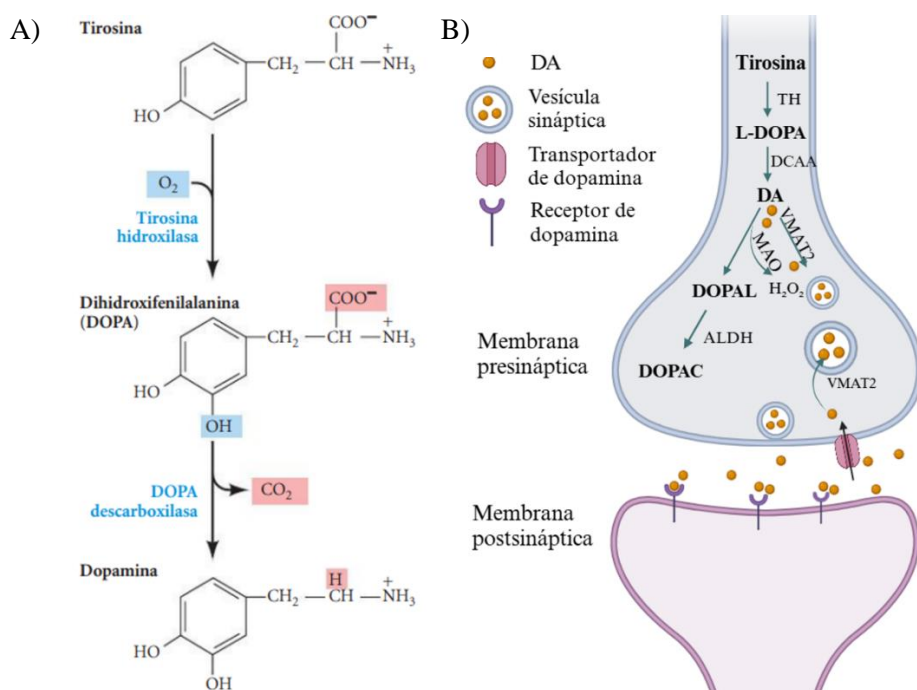 A)
Tirosina
COO⁻
CH₂
CH
NH₃
+
HO
O₂
Tirosina
hidroxilasa
Dihidroxifenilalanina
(DOPA)
COO⁻
CH₂
CH
NH₃
+
HO
OH
DOPA
descarboxilasa
CO₂
Dopamina
H
CH₂
CH
NH₃
+
HO
OH
B)
DA
Vesícula
sináptica
Transportador
de dopamina
Receptor de
dopamina
Tirosina
TH
L-DOPA
DCAA
DA
VMAT2
MAO
DOPAL
H₂O₂
ALDH
DOPAC
VMAT2
Membrana
presináptica
Membrana
postsináptica